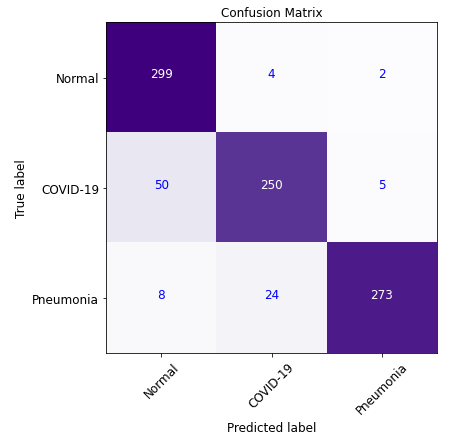 Confusion Matrix
Normal 299 4 2
COVID-19 50 250 5
Pneumonia 8 24 273
True label
Normal COVID-19 Pneumonia
Predicted label